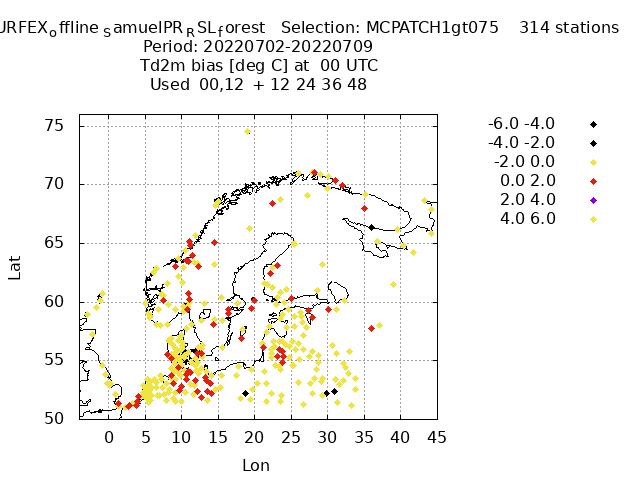 URFEXoffline SamuelPRRSLforest Selection: MCPATCH1gt075 314 stations
Period: 20220702-20220709
Td2m bias [deg C] at 00 UTC
Used 00,12 + 12 24 36 48
-6.0 -4.0
-4.0 -2.0
-2.0 0.0
0.0 2.0
2.0 4.0
4.0 6.0
75
70
65
60
55
50
Lat
0 5 10 15 20 25 30 35 40 45
Lon